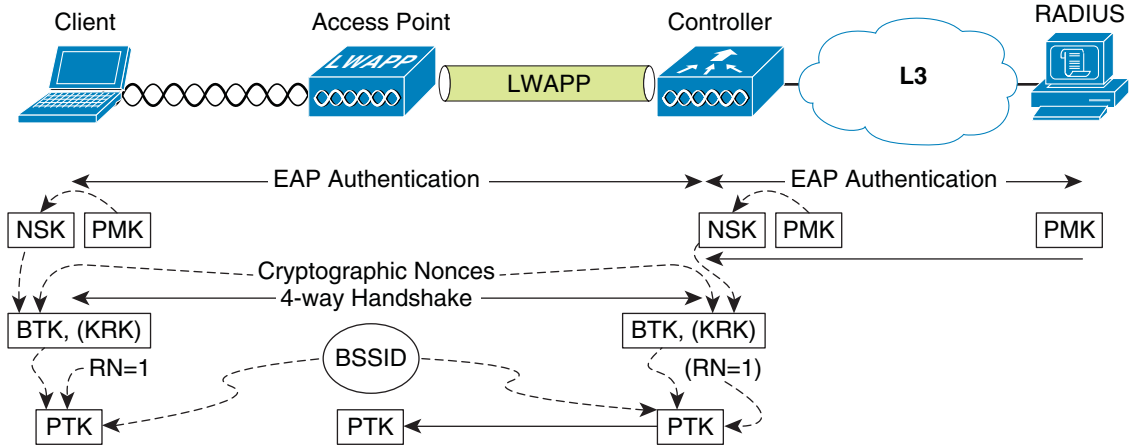 Client
Access Point
Controller
RADIUS
LWAPP
LWAPP
L3
EAP Authentication
EAP Authentication
NSK
PMK
NSK
PMK
PMK
Cryptographic Nonces
4-way Handshake
BTK, (KRK)
BTK, (KRK)
BSSID
RN=1
(RN=1)
PTK
PTK
PTK